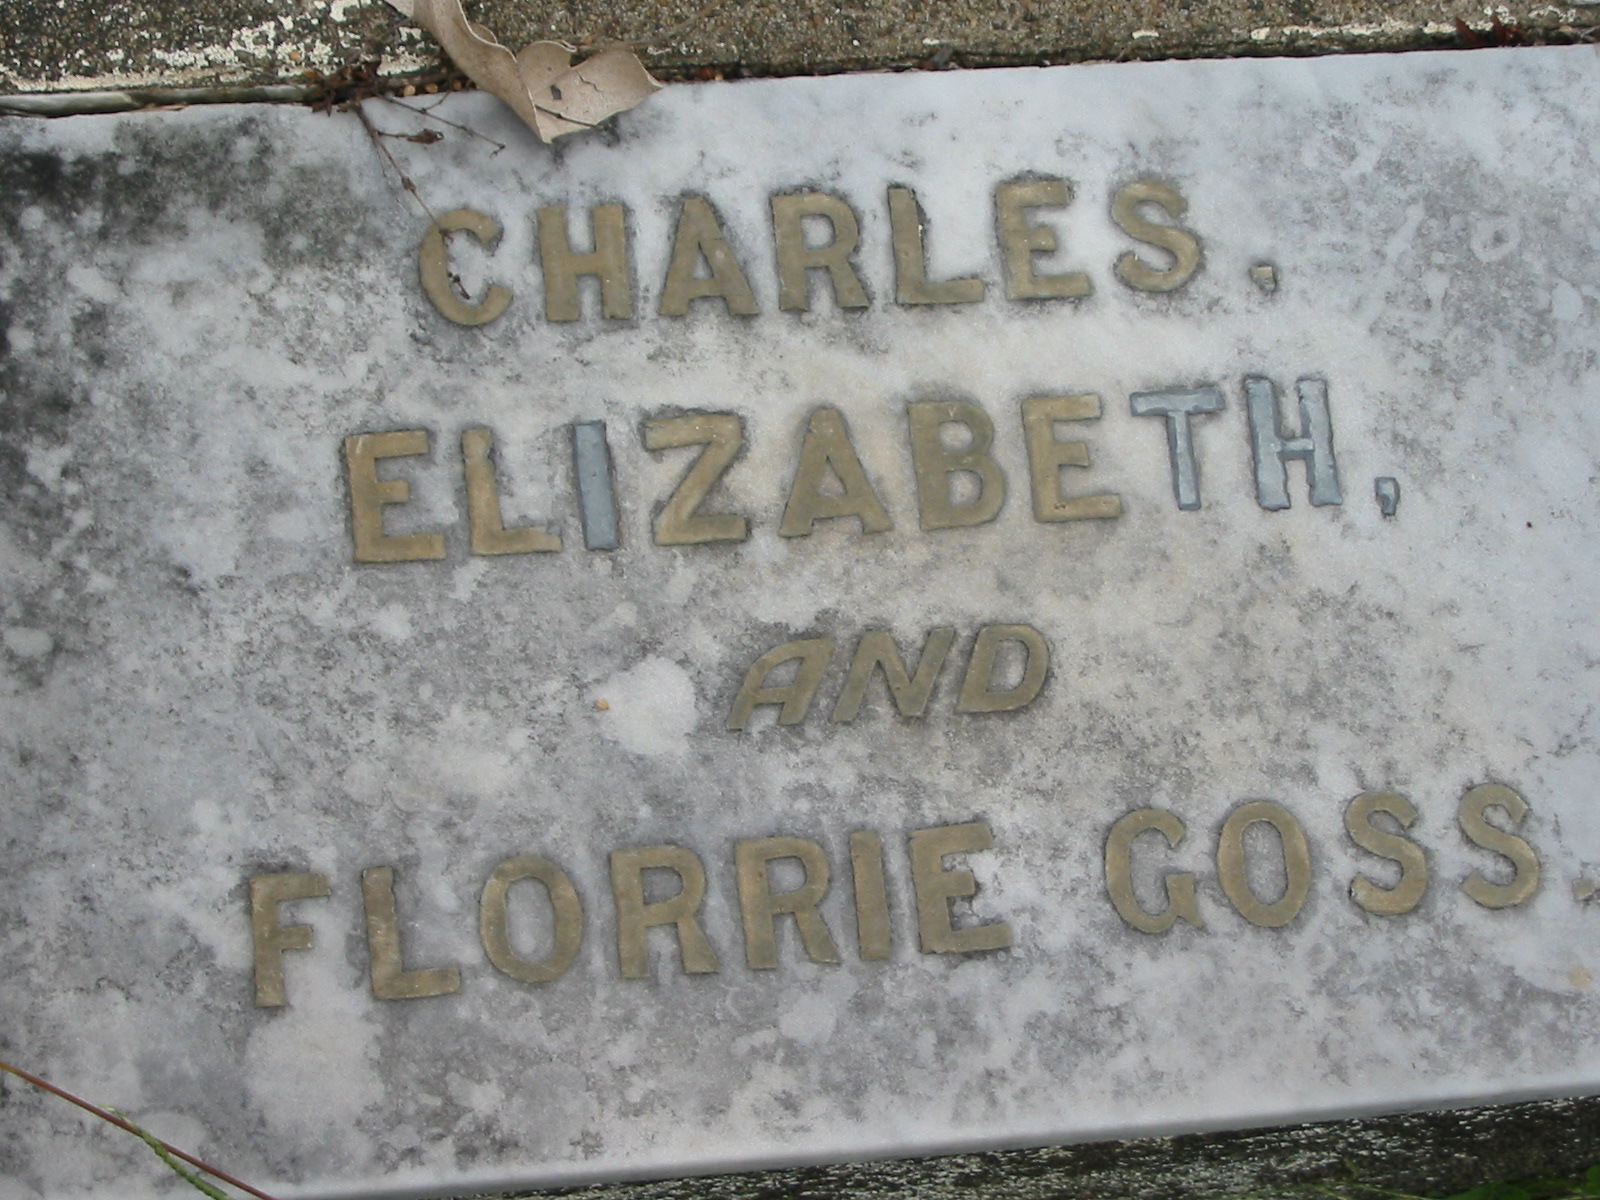 CHARLES.
ELIZABETH,
AND
FLORRIE GOSS.